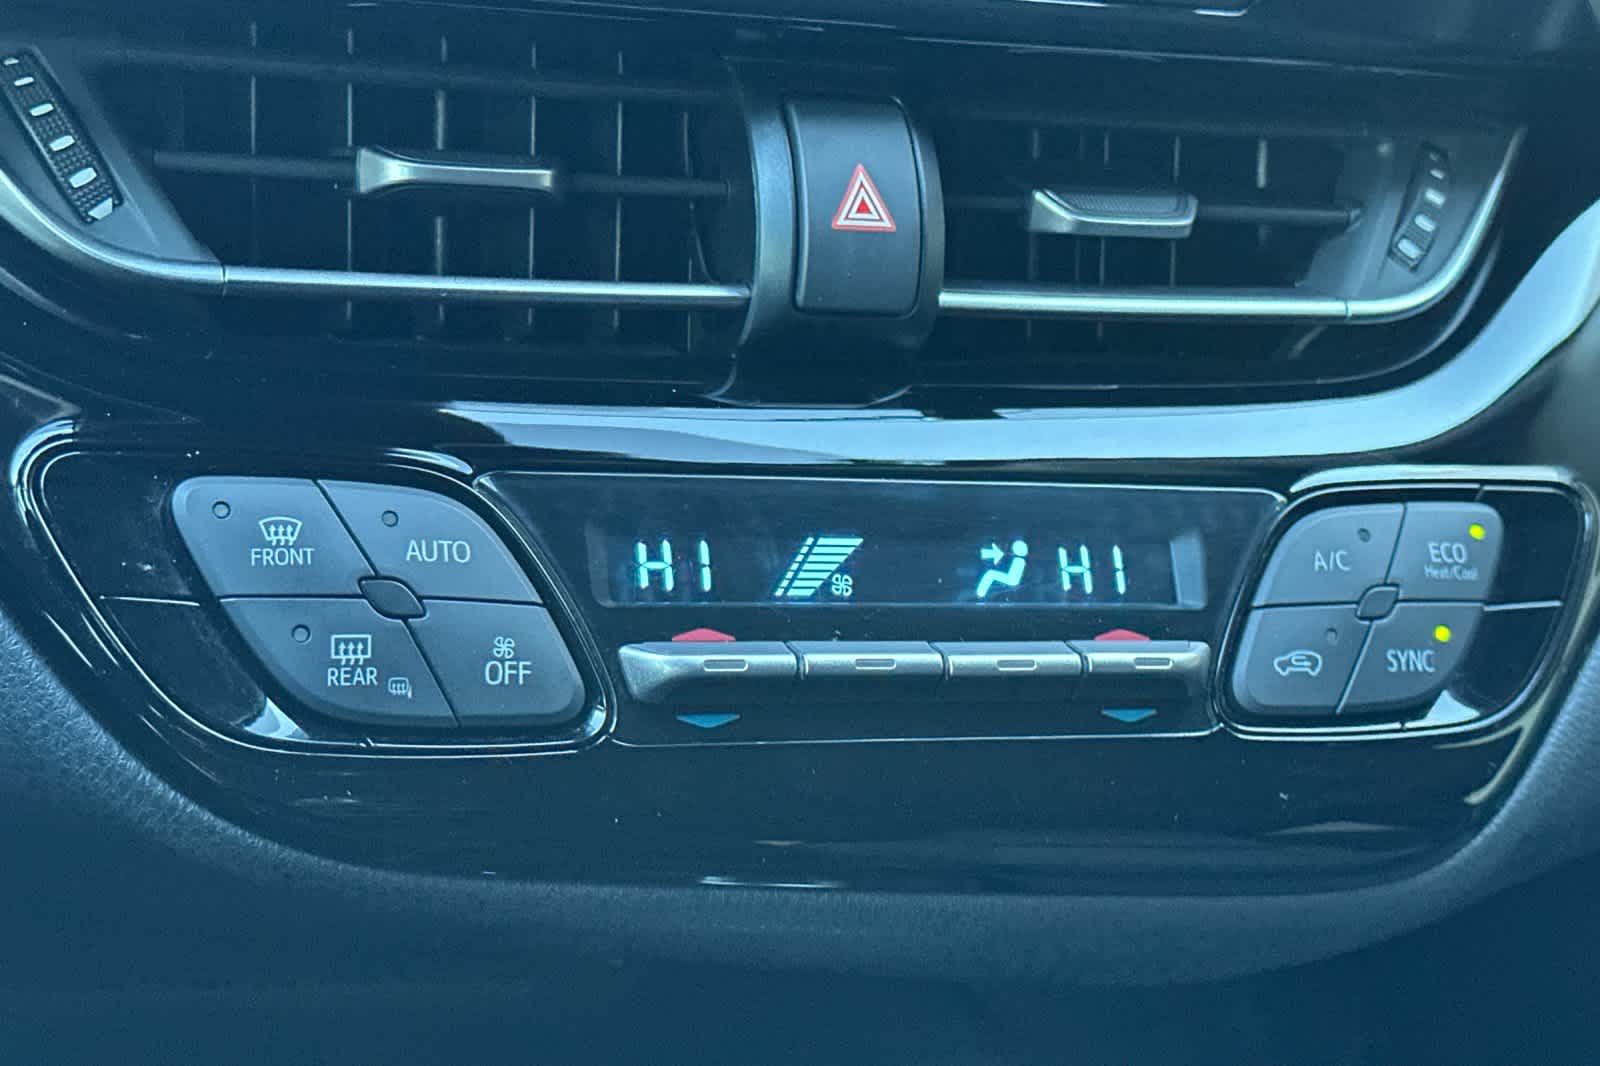 FRONT
AUTO
REAR
OFF
HI
HI
A/C
ECO
Heat/Cool
SYNC